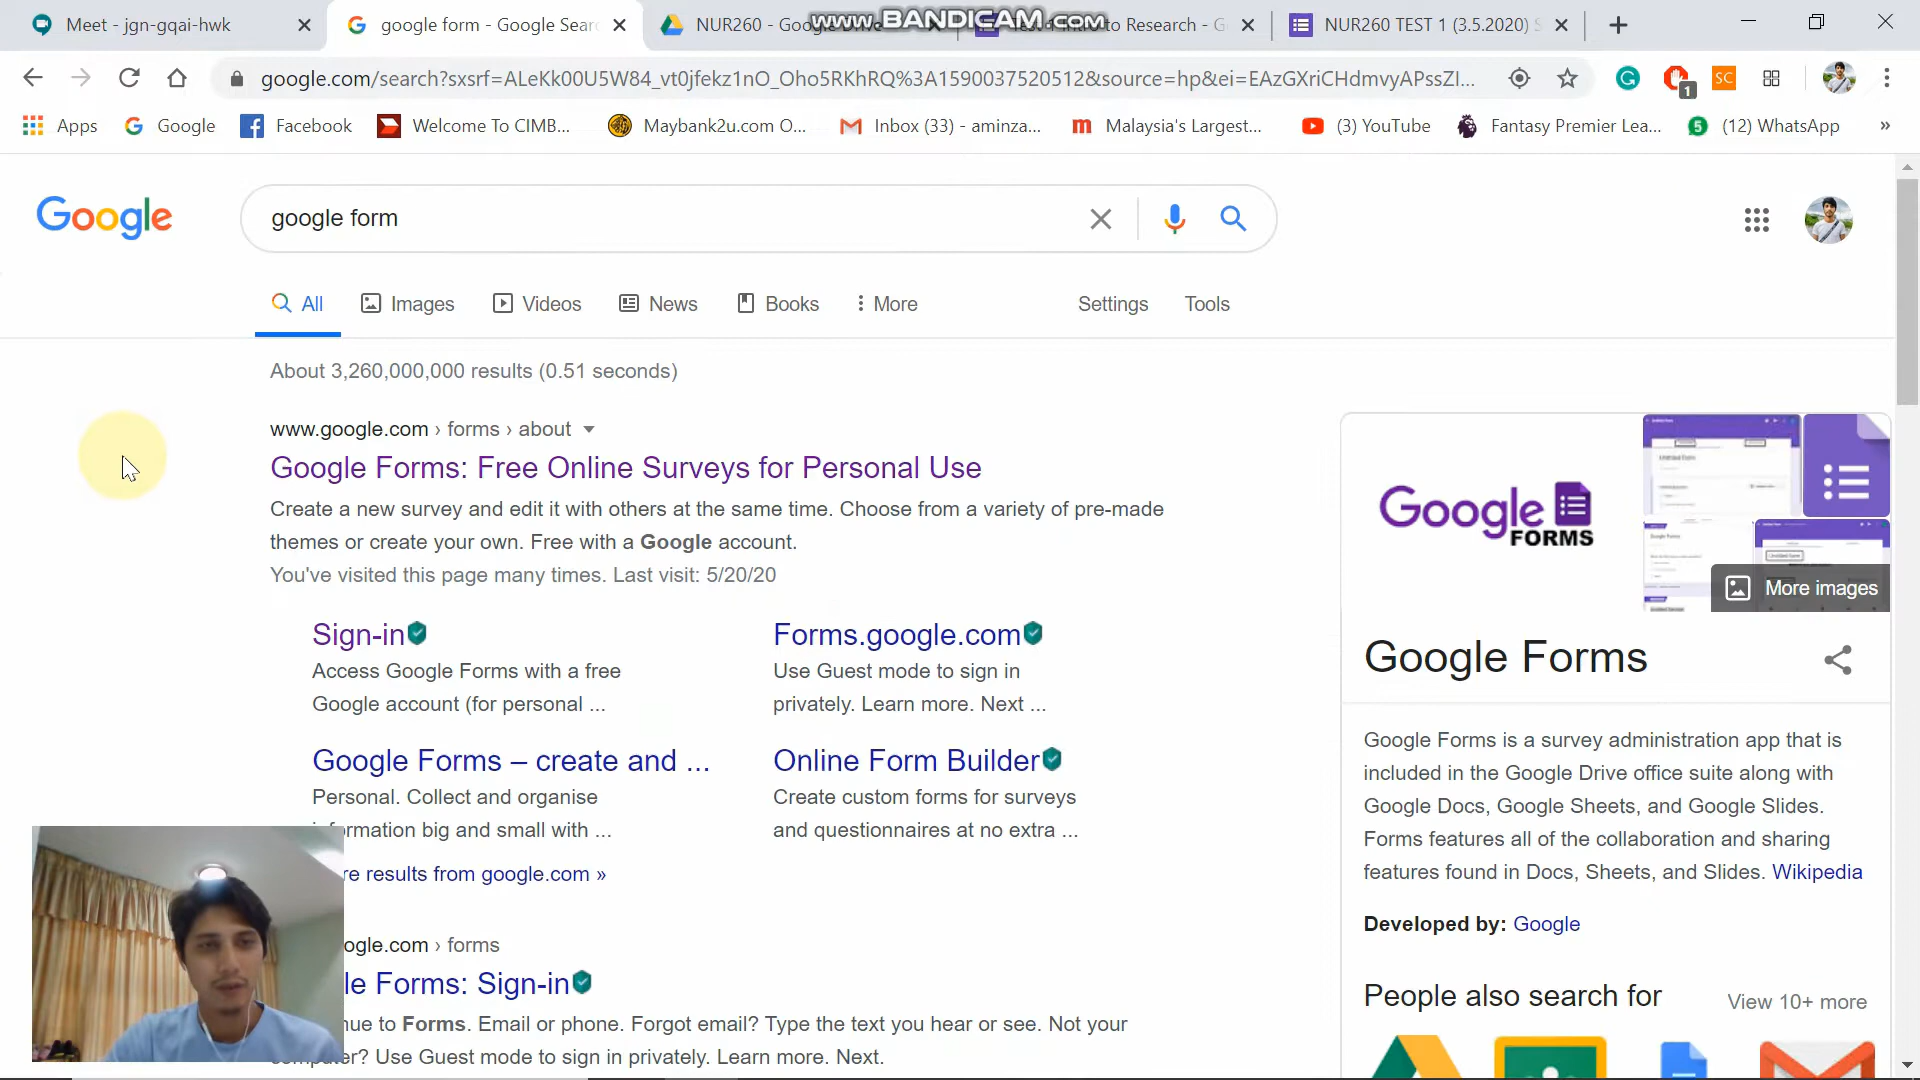 Meet - jgn-gqai-hwk
google form - Google Sear
NUR260 - Google Drive
Test 1 Intro to Research - G
NUR260 TEST 1 (3.5.2020) S
www.BANDICAM.com
google.com/search?sxsrf=ALeKk00U5W84_vt0jfekz1nO_Oho5RKhRQ%3A1590037520512&source=hp&ei=EAzGXriCHdmvyAPssZI...
SC
1
Apps
Google
Facebook
Welcome To CIMB...
Maybank2u.com O...
Inbox (33) - aminza...
Malaysia's Largest...
(3) YouTube
Fantasy Premier Lea...
5
(12) WhatsApp
»
Google
google form
All
Images
Videos
News
Books
More
Settings
Tools
About 3,260,000,000 results (0.51 seconds)
www.google.com › forms › about
Google Forms: Free Online Surveys for Personal Use
Create a new survey and edit it with others at the same time. Choose from a variety of pre-made
themes or create your own. Free with a Google account.
You've visited this page many times. Last visit: 5/20/20
Sign-in
Access Google Forms with a free
Google account (for personal ...
Forms.google.com
Use Guest mode to sign in
privately. Learn more. Next ...
Google Forms – create and ...
Personal. Collect and organise
formation big and small with ...
Online Form Builder
Create custom forms for surveys
and questionnaires at no extra ...
re results from google.com »
ogle.com › forms
le Forms: Sign-in
nue to Forms. Email or phone. Forgot email? Type the text you hear or see. Not your
computer? Use Guest mode to sign in privately. Learn more. Next.
Google
FORMS
More images
Google Forms
Google Forms is a survey administration app that is
included in the Google Drive office suite along with
Google Docs, Google Sheets, and Google Slides.
Forms features all of the collaboration and sharing
features found in Docs, Sheets, and Slides. Wikipedia
Developed by: Google
People also search for
View 10+ more